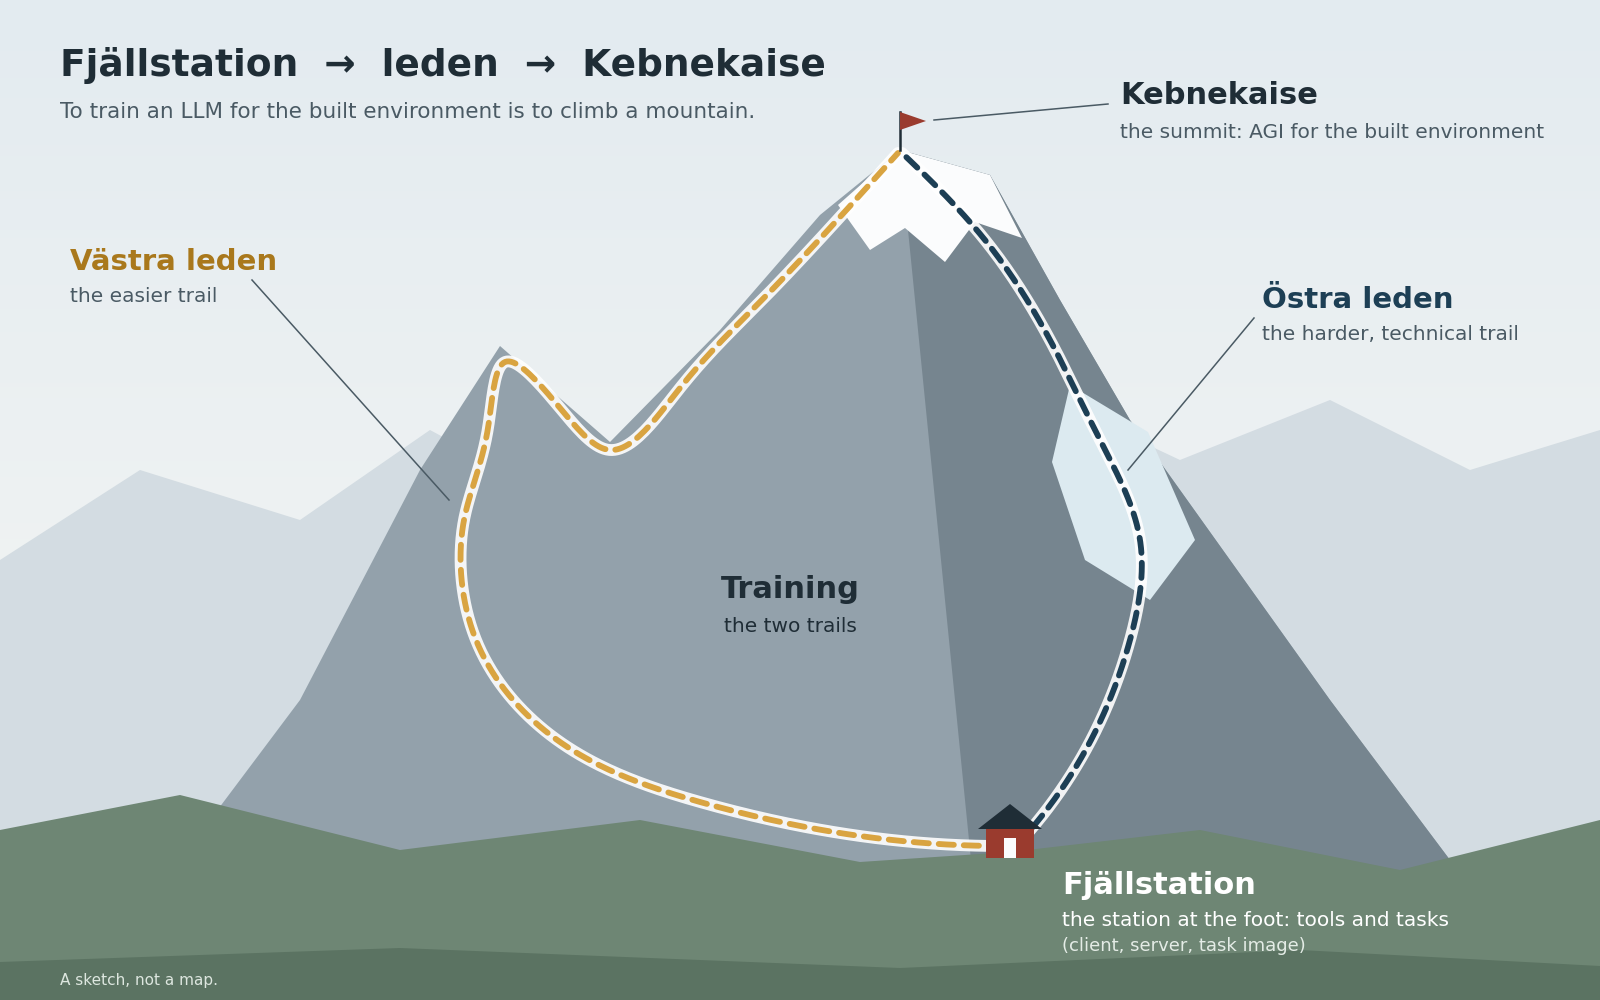 Fjällstation → leden → Kebnekaise
To train an LLM for the built environment is to climb a mountain.
Kebnekaise
the summit: AGI for the built environment
Västra leden
the easier trail
Östra leden
the harder, technical trail
Training
the two trails
Fjällstation
the station at the foot: tools and tasks
(client, server, task image)
A sketch, not a map.